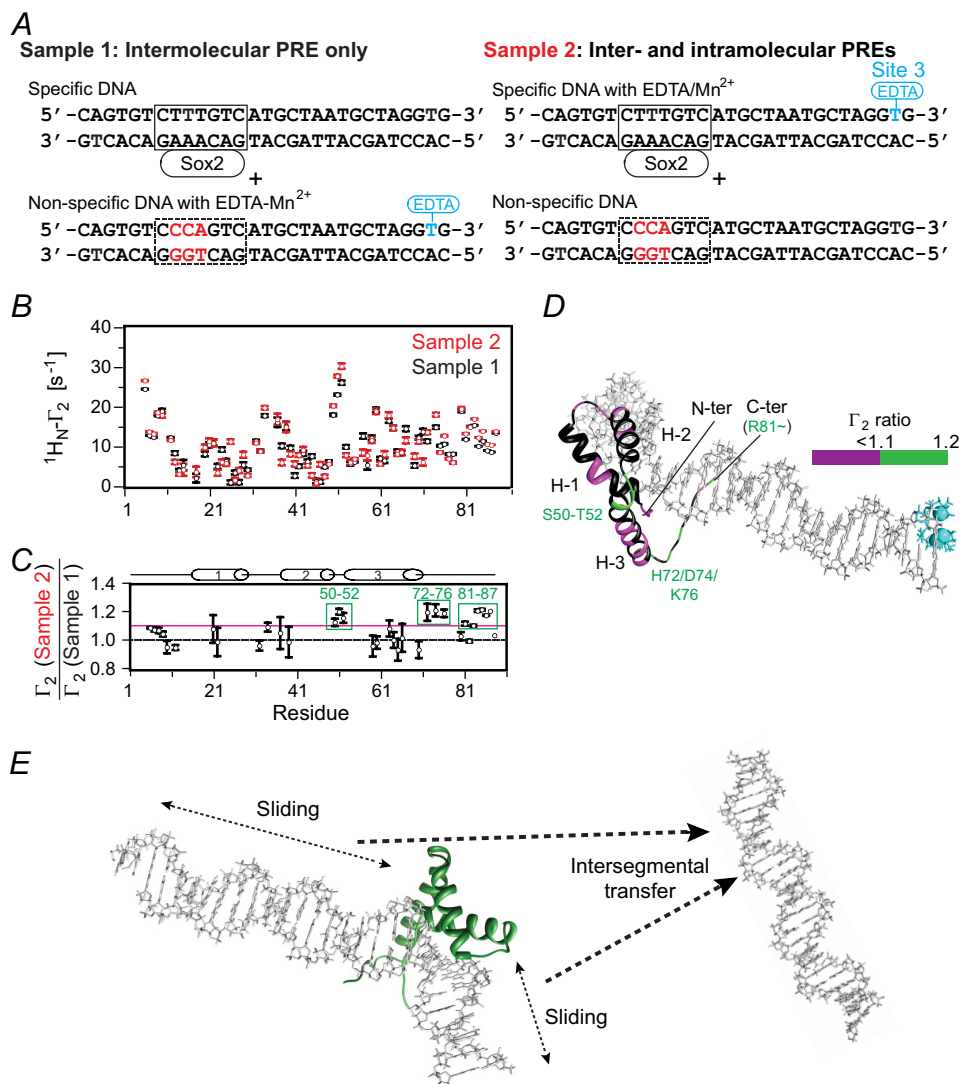 A
Sample 1: Intermolecular PRE only
Specific DNA
5′-CAGTGTCTTTGTCATGCTAATGCTAGGTG-3′
3′-GTCACAGAAACAGTACGATTACGATCCAC-5′
Sox2
+
Non-specific DNA with EDTA-Mn2+
EDTA
5′-CAGTGTCCCAGTCATGCTAATGCTAGGTG-3′
3′-GTCACAGGGTCAGTACGATTACGATCCAC-5′
Sample 2: Inter- and intramolecular PREs
Site 3
Specific DNA with EDTA/Mn2+
EDTA
5′-CAGTGTCTTTGTCATGCTAATGCTAGGTG-3′
3′-GTCACAGAAACAGTACGATTACGATCCAC-5′
Sox2
+
Non-specific DNA
5′-CAGTGTCCCAGTCATGCTAATGCTAGGTG-3′
3′-GTCACAGGGTCAGTACGATTACGATCCAC-5′
B
1HN-Γ2 [s−1]
40
30
20
10
0
Sample 2
Sample 1
1 21 41 61 81
C
Γ2 (Sample 2)
Γ2 (Sample 1)
1 2 3
1.4
1.2
1.0
0.8
50-52 72-76 81-87
1 21 41 61 81
Residue
D
N-ter
C-ter
(R81~)
H-2
H-1
S50-T52
H-3
H72/D74/
K76
Γ2 ratio
<1.1 1.2
E
Sliding
Intersegmental
transfer
Sliding